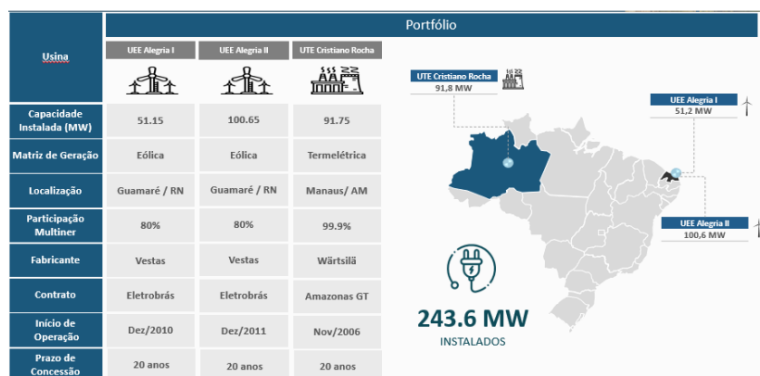 Portfólio
Usina
UEE Alegria I
UEE Alegria II
UTE Cristiano Rocha
Capacidade
Instalada (MW)
51.15
100.65
91.75
Matriz de Geração
Eólica
Eólica
Termelétrica
Localização
Guamaré / RN
Guamaré / RN
Manaus/ AM
Participação
Multiner
80%
80%
99.9%
Fabricante
Vestas
Vestas
Wärtsilä
Contrato
Eletrobrás
Eletrobrás
Amazonas GT
Início de
Operação
Dez/2010
Dez/2011
Nov/2006
Prazo de
Concessão
20 anos
20 anos
20 anos
UTE Cristiano Rocha
91,8 MW
UEE Alegria I
51,2 MW
UEE Alegria II
100,6 MW
243.6 MW
INSTALADOS